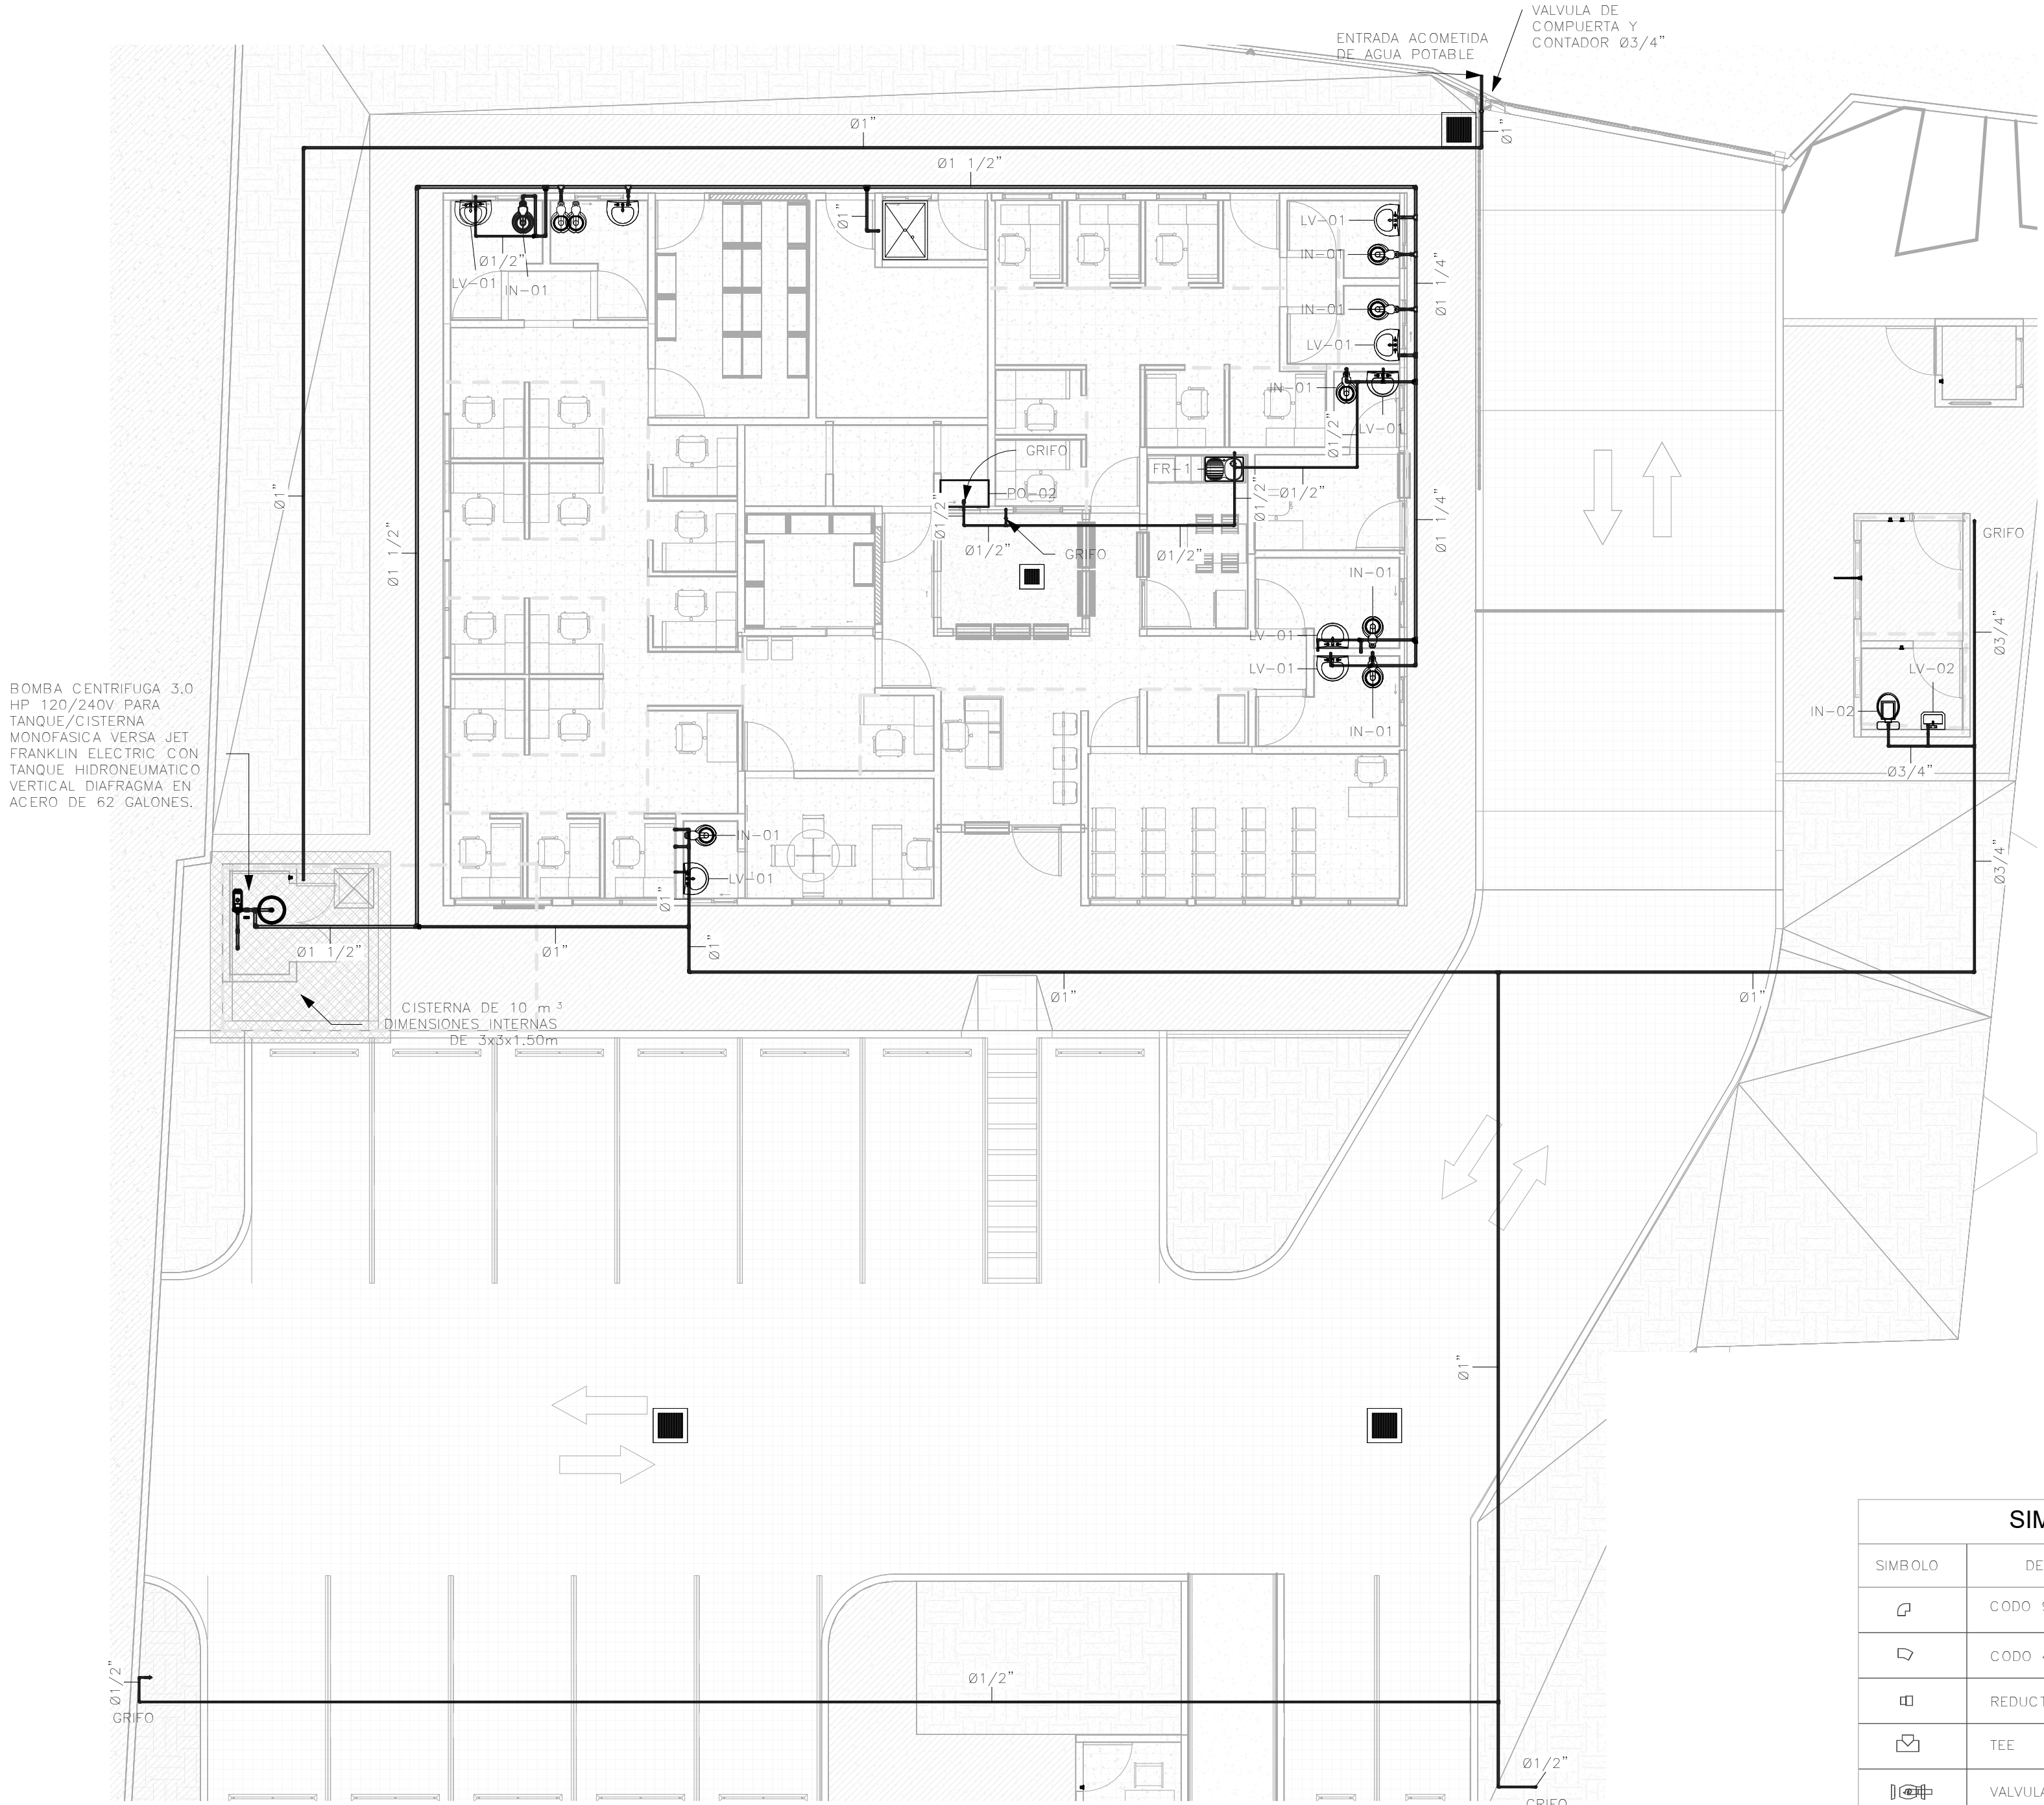 VALVULA DE
COMPUERTA Y
CONTADOR Ø3/4"
ENTRADA ACOMETIDA
DE AGUA POTABLE
Ø1"
Ø1"
Ø1 1/2"
Ø1"
LV-01
IN-01
Ø1/2"
LV-01
IN-01
Ø1 1/4"
IN-01
LV-01
IN-01
LV-01
Ø1/2"
GRIFO
FR-1
PO-02
Ø1"
Ø1/2"
Ø1/2"
Ø1/2"
Ø1 1/4"
Ø1 1/2"
Ø1/2"
GRIFO
Ø1/2"
GRIFO
IN-01
LV-01
LV-01
IN-01
Ø3/4"
LV-02
IN-02
Ø3/4"
BOMBA CENTRIFUGA 3.0
HP 120/240V PARA
TANQUE/CISTERNA
MONOFASICA VERSA JET
FRANKLIN ELECTRIC CON
TANQUE HIDRONEUMATICO
VERTICAL DIAFRAGMA EN
ACERO DE 62 GALONES.
IN-01
LV-01
Ø1"
Ø3/4"
Ø1 1/2"
Ø1"
Ø1"
Ø1"
Ø1"
CISTERNA DE 10 m3
DIMENSIONES INTERNAS
DE 3x3x1.50m
Ø1"
Ø1/2"
Ø1/2"
GRIFO
Ø1/2"
GRIFO
SIM
SIMBOLO
DE
CODO 9
CODO 4
REDUCT
TEE
VALVULA